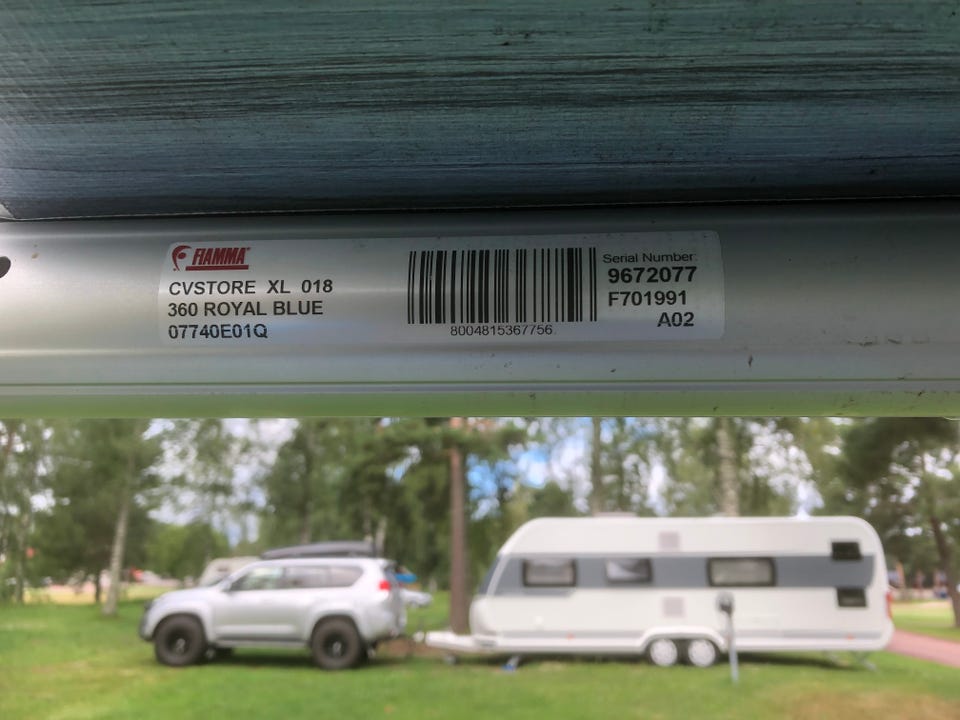 FIAMMA
CVSTORE XL 018
360 ROYAL BLUE
07740E01Q
8004815367756
Serial Number:
9672077
F701991
A02